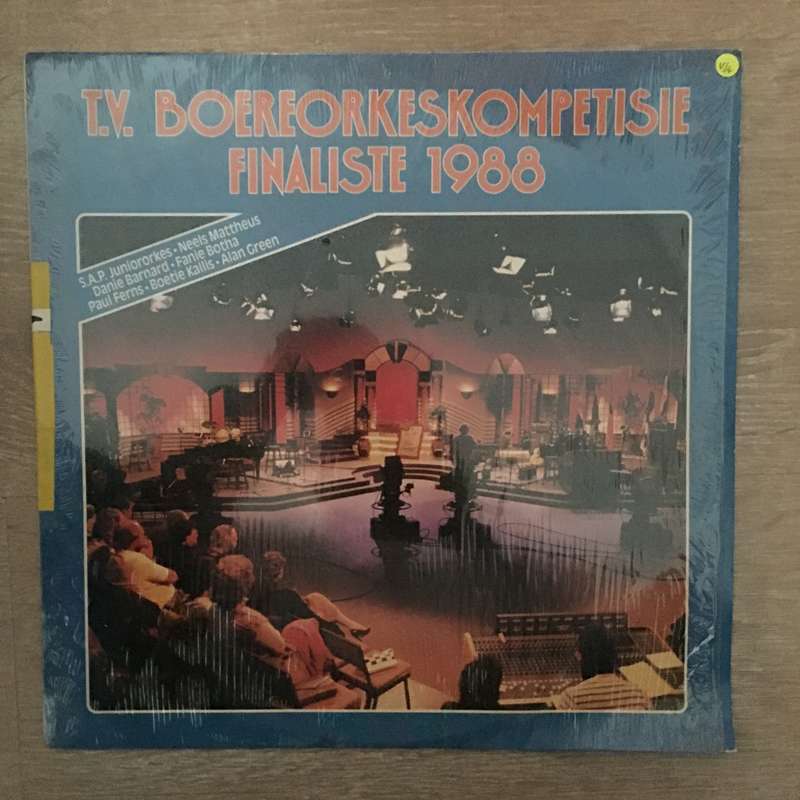 T.V. BOEREORKESKOMPETISIE
FINALISTE 1988
S.A.P. Juniororkes • Neels Mattheus
Danie Barnard • Fanie Botha
Paul Ferns • Boetie Kallis • Alan Green